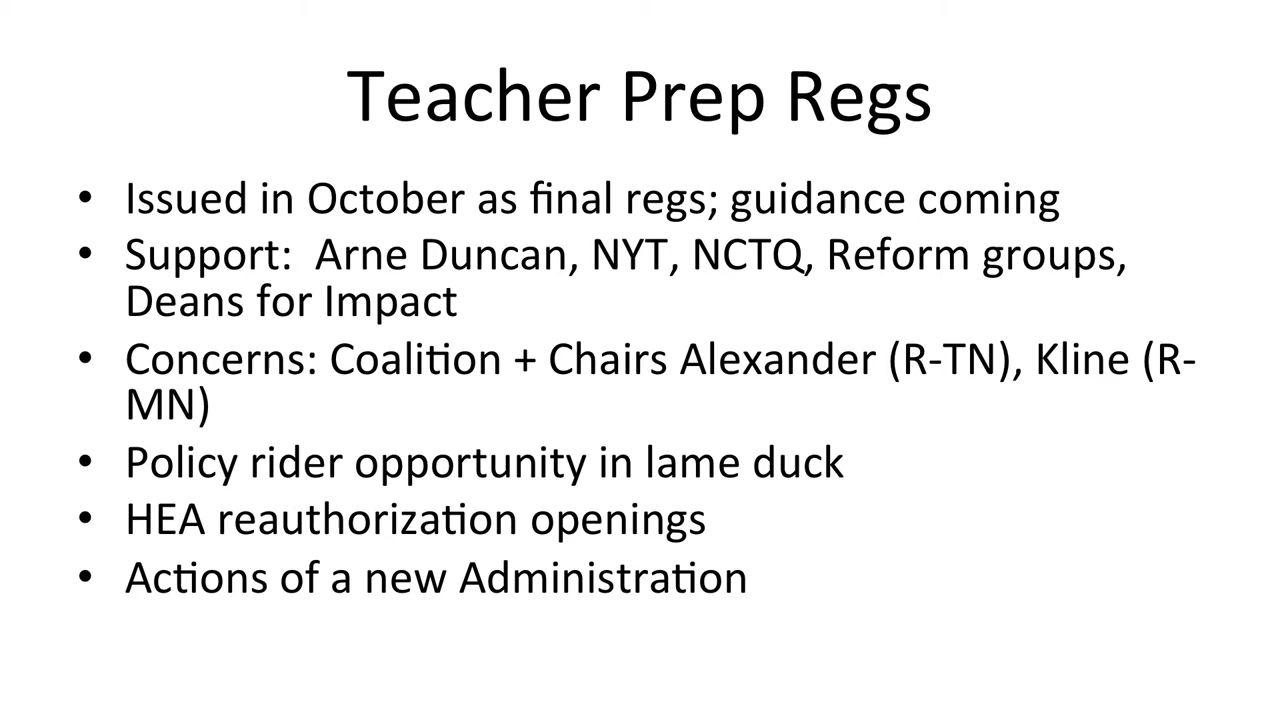 Teacher Prep Regs
• Issued in October as final regs; guidance coming
• Support:  Arne Duncan, NYT, NCTQ, Reform groups,
Deans for Impact
• Concerns: Coalition + Chairs Alexander (R-TN), Kline (R-
MN)
• Policy rider opportunity in lame duck
• HEA reauthorization openings
• Actions of a new Administration